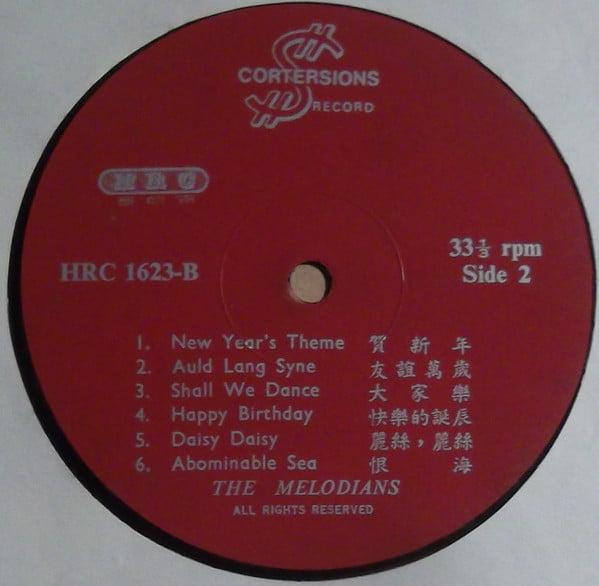 CORTERSIONS
RECORD
HRC
HRC 1623-B
33⅓ rpm
Side 2
1. New Year's Theme 賀新年
2. Auld Lang Syne 友誼萬歲
3. Shall We Dance 大家樂
4. Happy Birthday 快樂的誕辰
5. Daisy Daisy 麗絲，麗絲
6. Abominable Sea 恨海
THE MELODIANS
ALL RIGHTS RESERVED